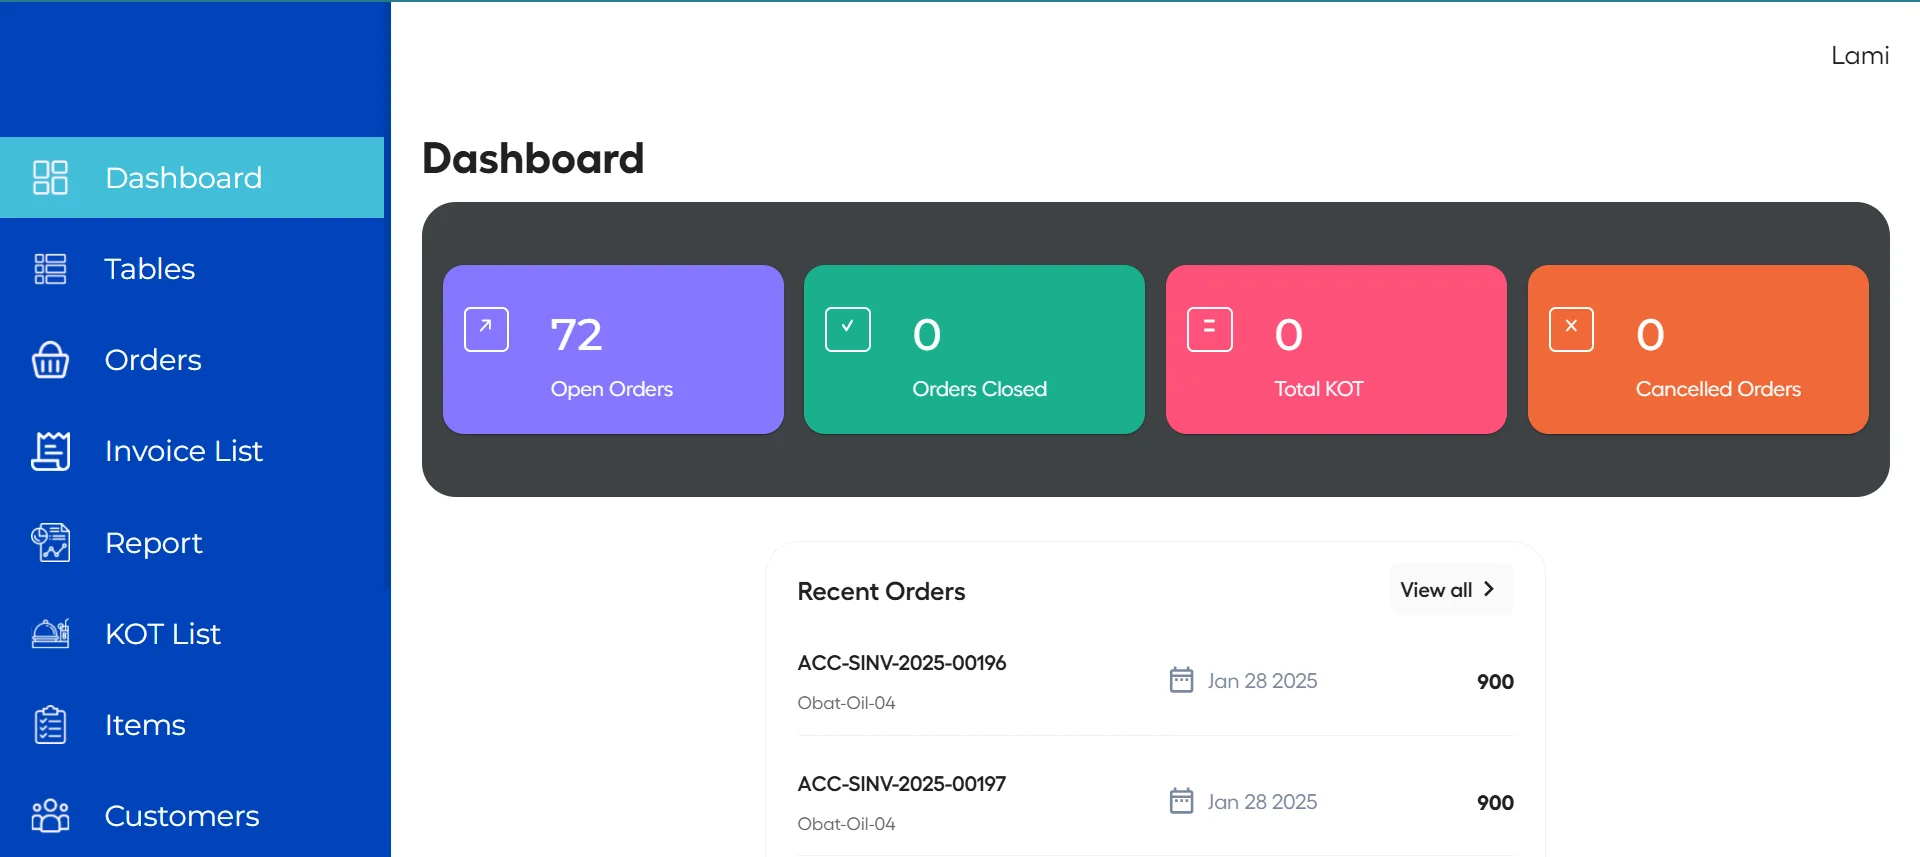 Lami
Dashboard
Tables
Orders
Invoice List
Report
KOT List
Items
Customers
Dashboard
72
Open Orders
0
Orders Closed
0
Total KOT
0
Cancelled Orders
Recent Orders
View all
ACC-SINV-2025-00196
Obat-Oil-04
Jan 28 2025
900
ACC-SINV-2025-00197
Obat-Oil-04
Jan 28 2025
900